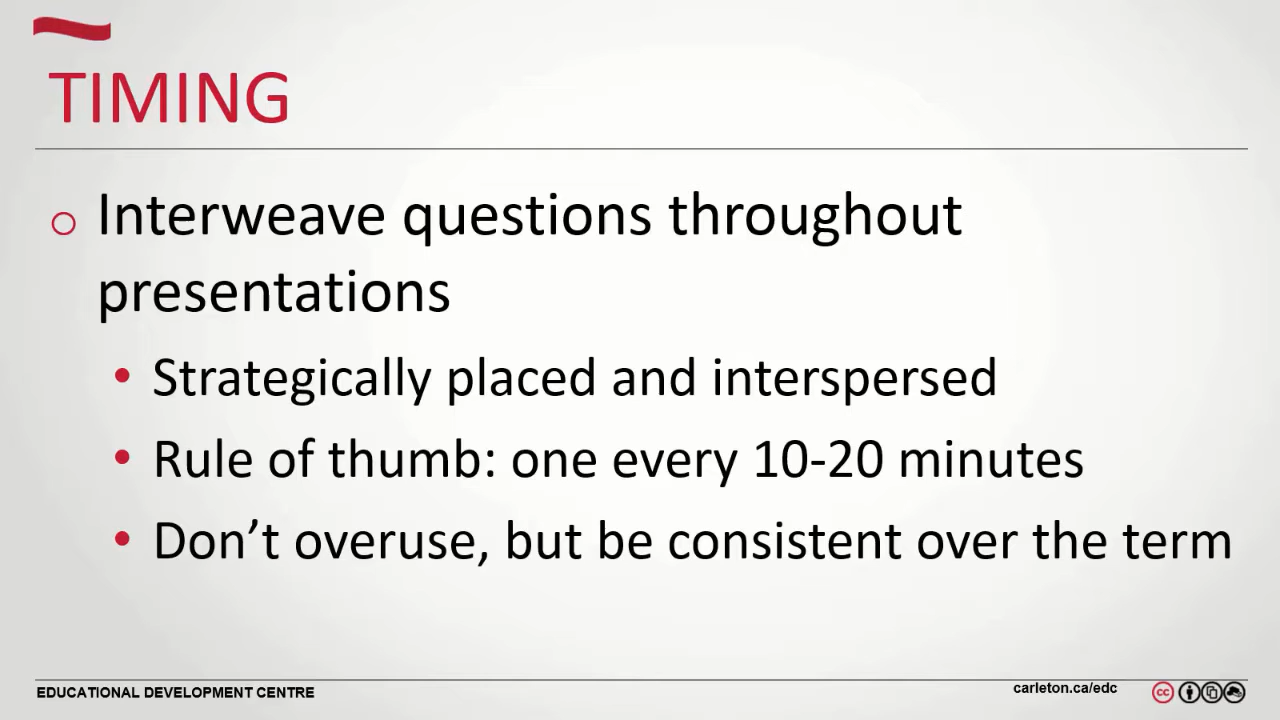 TIMING
o Interweave questions throughout
presentations
• Strategically placed and interspersed
• Rule of thumb: one every 10-20 minutes
• Don’t overuse, but be consistent over the term
EDUCATIONAL DEVELOPMENT CENTRE
carleton.ca/edc
cc